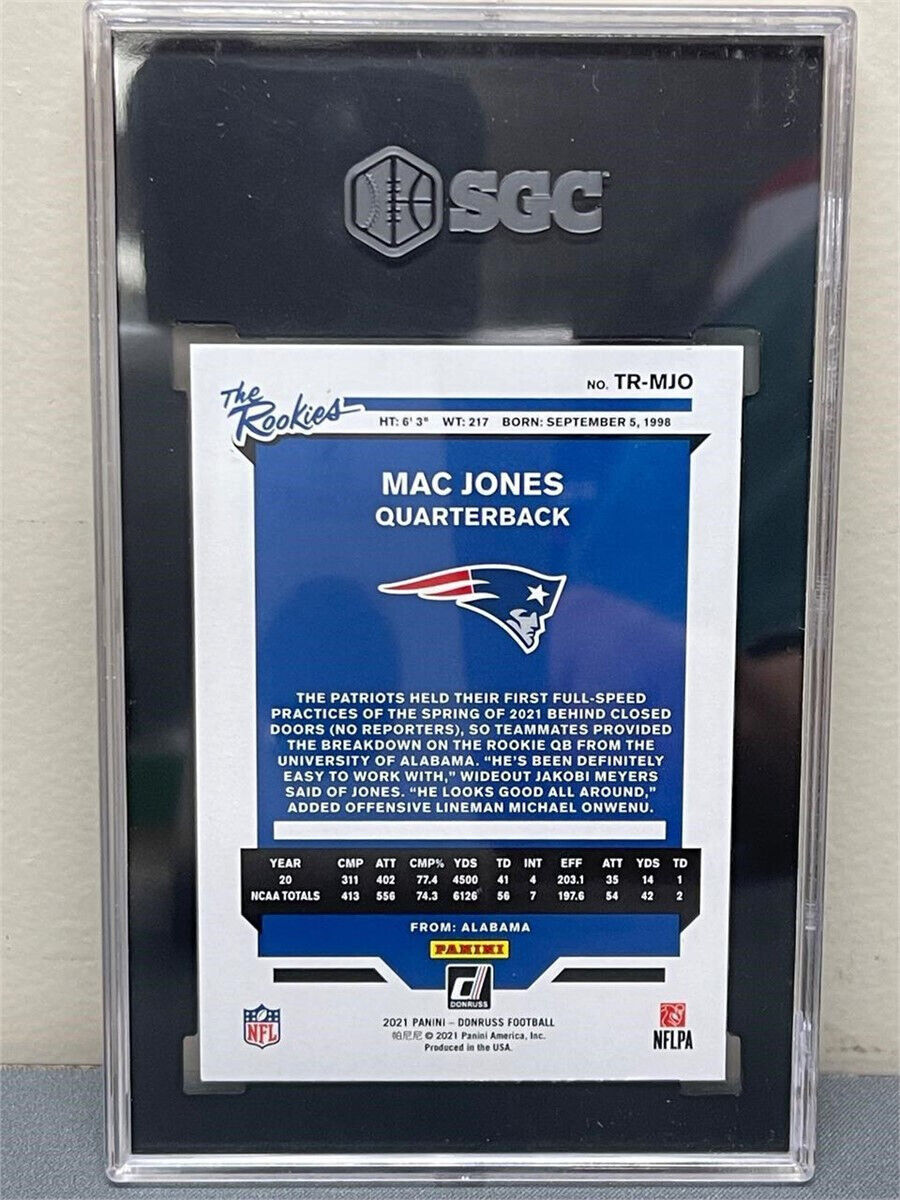 SGC
The Rookies
NO. TR-MJO
HT: 6' 3" WT: 217 BORN: SEPTEMBER 5, 1998
MAC JONES
QUARTERBACK
THE PATRIOTS HELD THEIR FIRST FULL-SPEED
PRACTICES OF THE SPRING OF 2021 BEHIND CLOSED
DOORS (NO REPORTERS), SO TEAMMATES PROVIDED
THE BREAKDOWN ON THE ROOKIE QB FROM THE
UNIVERSITY OF ALABAMA. “HE'S BEEN DEFINITELY
EASY TO WORK WITH,” WIDEOUT JAKOBI MEYERS
SAID OF JONES. “HE LOOKS GOOD ALL AROUND,”
ADDED OFFENSIVE LINEMAN MICHAEL ONWENU.
YEAR CMP ATT CMP% YDS TD INT EFF ATT YDS TD
20 311 402 77.4 4500 41 4 203.1 35 14 1
NCAA TOTALS 413 556 74.3 6126 56 7 197.6 54 42 2
FROM: ALABAMA
PANINI
DONRUSS
NFL
2021 PANINI – DONRUSS FOOTBALL
帕尼尼 © 2021 Panini America, Inc.
Produced in the USA.
NFLPA